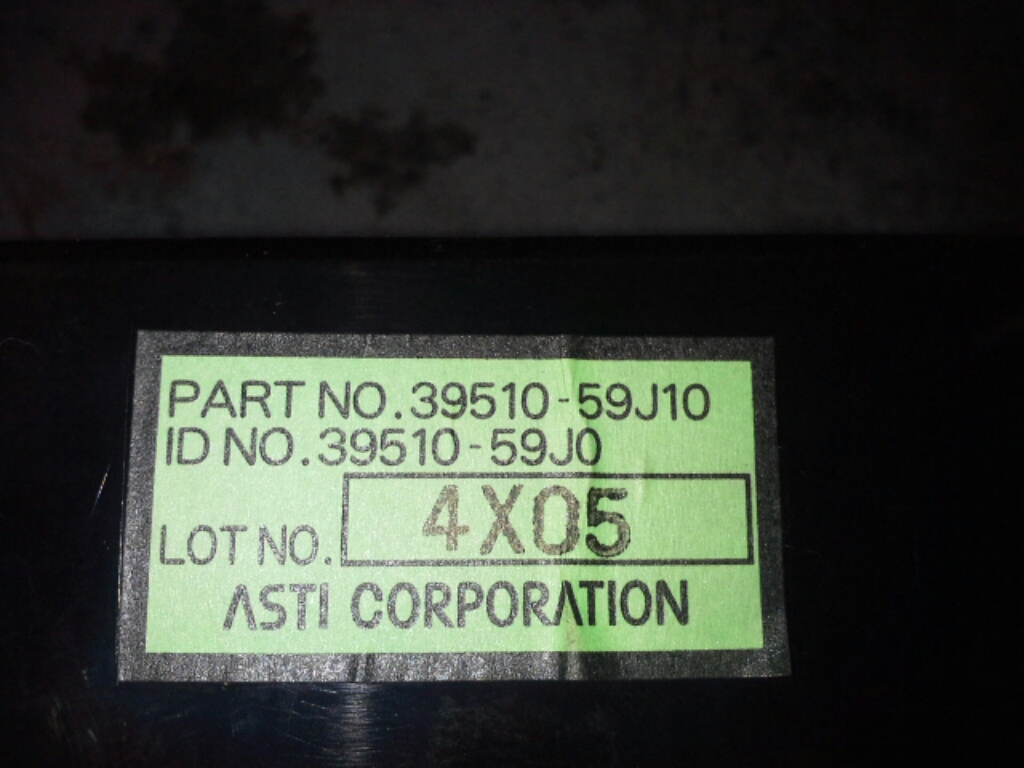 PART NO.39510-59J10
ID NO.39510-59J0
LOT NO. 4X05
ASTI CORPORATION